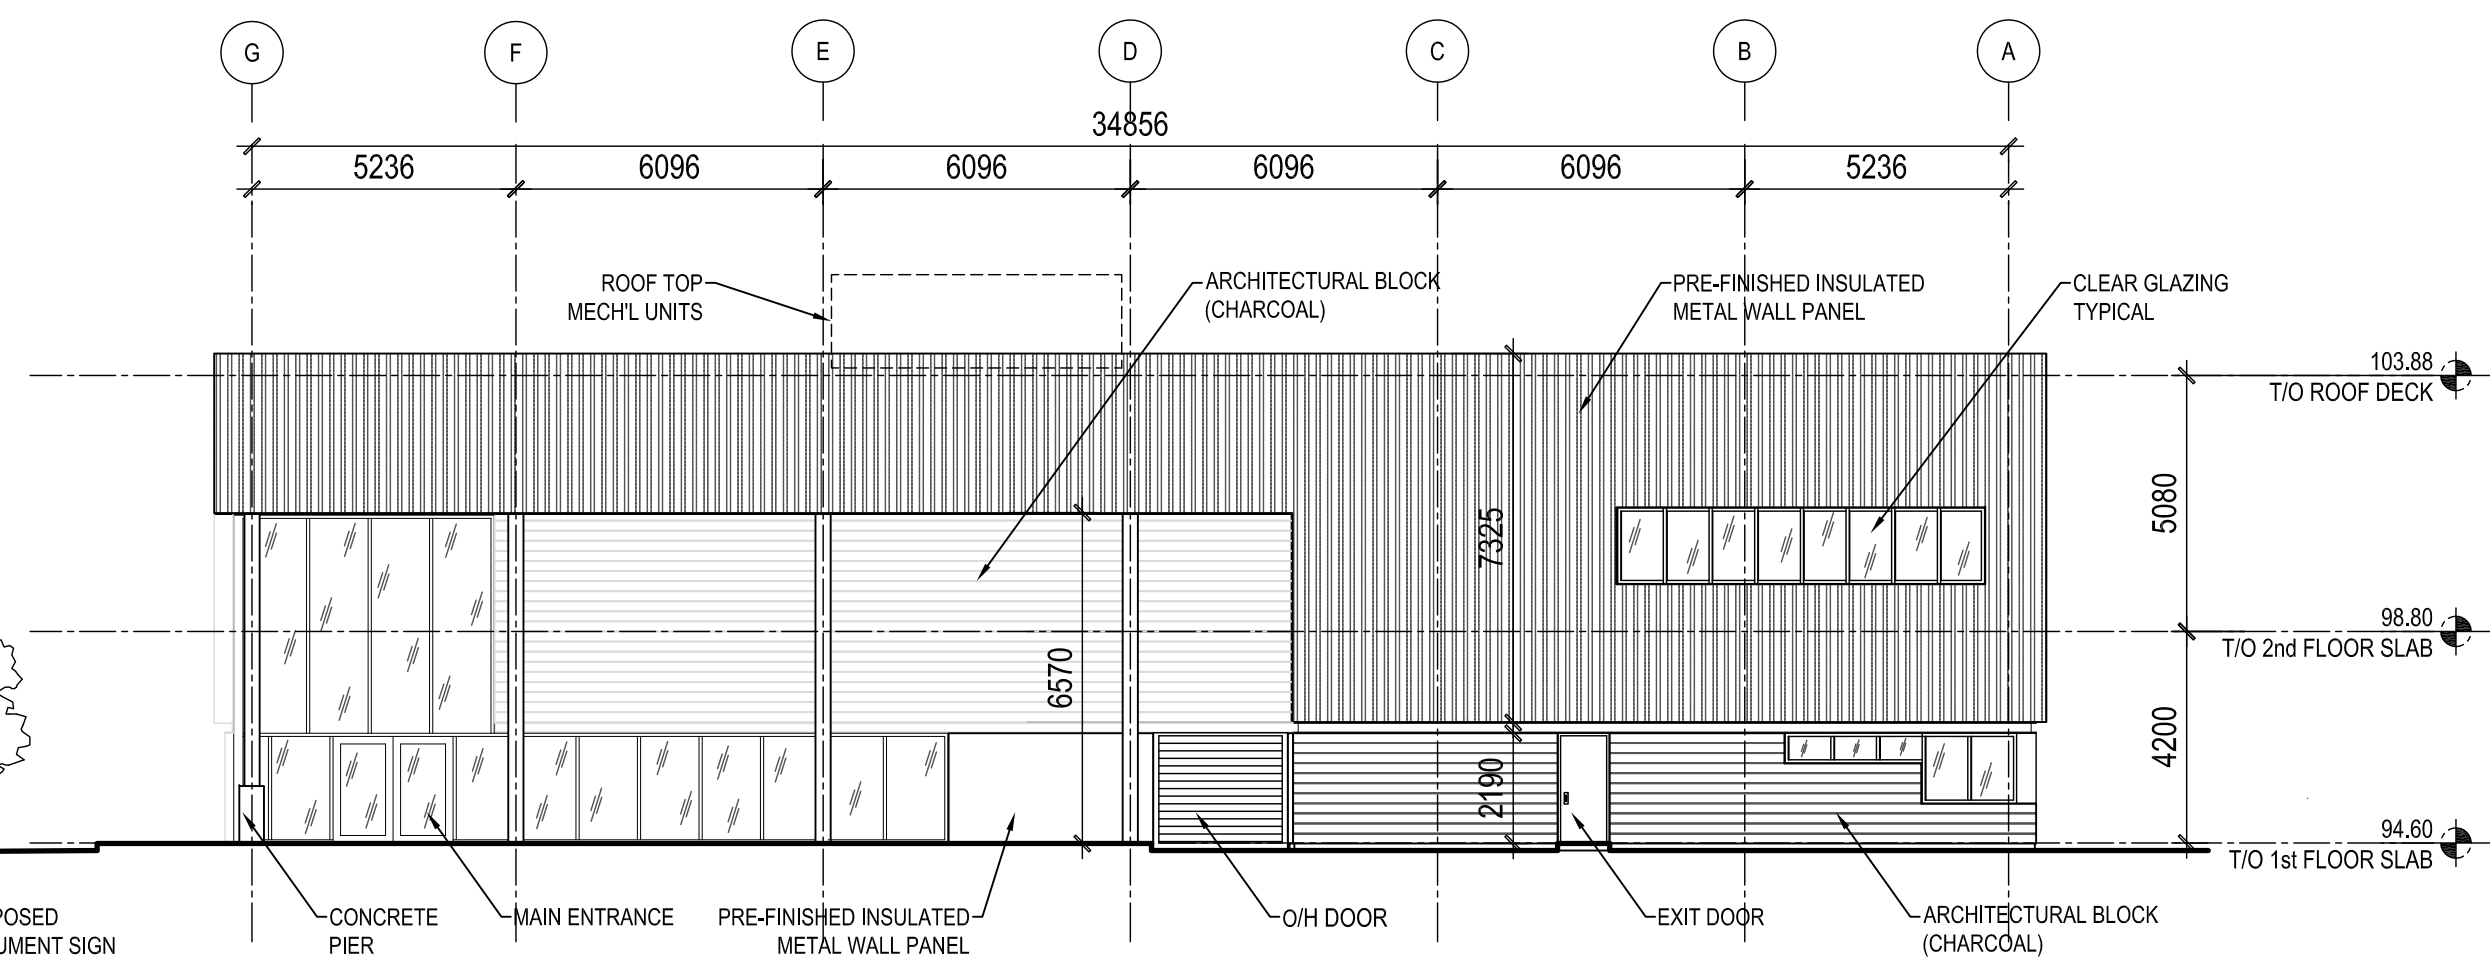 G F E D C B A
34856
5236 6096 6096 6096 6096 5236
ROOF TOP
MECH'L UNITS
ARCHITECTURAL BLOCK
(CHARCOAL)
PRE-FINISHED INSULATED
METAL WALL PANEL
CLEAR GLAZING
TYPICAL
103.88
T/O ROOF DECK
5080
7325
98.80
T/O 2nd FLOOR SLAB
6570
4200
2190
94.60
T/O 1st FLOOR SLAB
POSED
UMENT SIGN
CONCRETE
PIER
MAIN ENTRANCE
PRE-FINISHED INSULATED
METAL WALL PANEL
O/H DOOR
EXIT DOOR
ARCHITECTURAL BLOCK
(CHARCOAL)